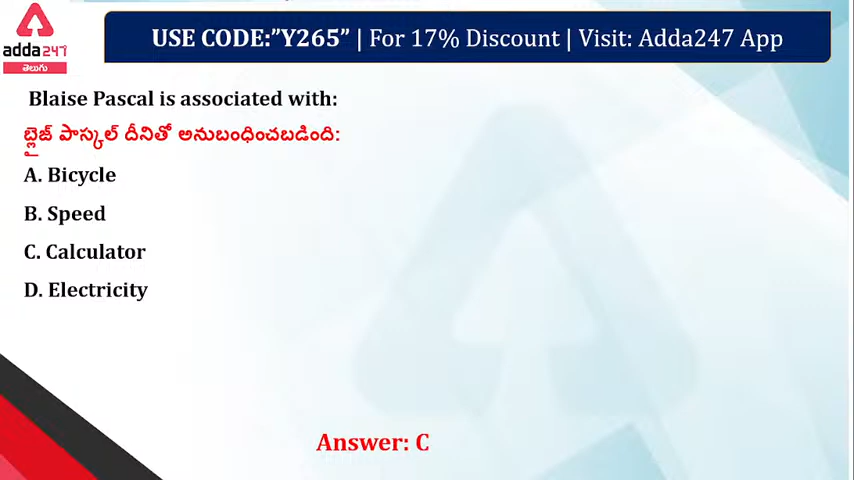 adda247
తెలుగు
USE CODE:”Y265” | For 17% Discount | Visit: Adda247 App
Blaise Pascal is associated with:
బ్లైజ్ పాస్కల్ దీనితో అనుబంధించబడింది:
A. Bicycle
B. Speed
C. Calculator
D. Electricity
Answer: C